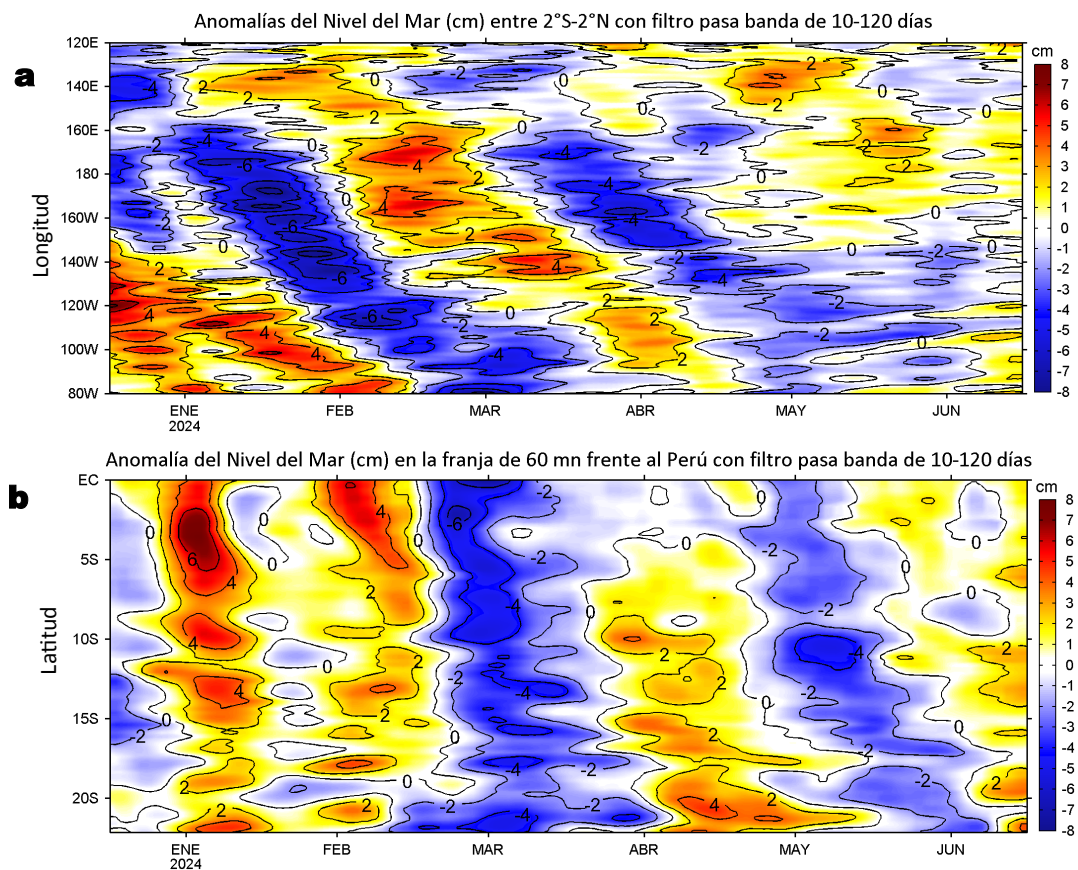 Anomalías del Nivel del Mar (cm) entre 2°S-2°N con filtro pasa banda de 10-120 días
a
Longitud
120E
140E
160E
180
160W
140W
120W
100W
80W
ENE
2024
FEB
MAR
ABR
MAY
JUN
cm
8
7
6
5
4
3
2
1
0
-1
-2
-3
-4
-5
-6
-7
-8
Anomalía del Nivel del Mar (cm) en la franja de 60 mn frente al Perú con filtro pasa banda de 10-120 días
b
Latitud
EC
5S
10S
15S
20S
ENE
2024
FEB
MAR
ABR
MAY
JUN
cm
8
7
6
5
4
3
2
1
0
-1
-2
-3
-4
-5
-6
-7
-8